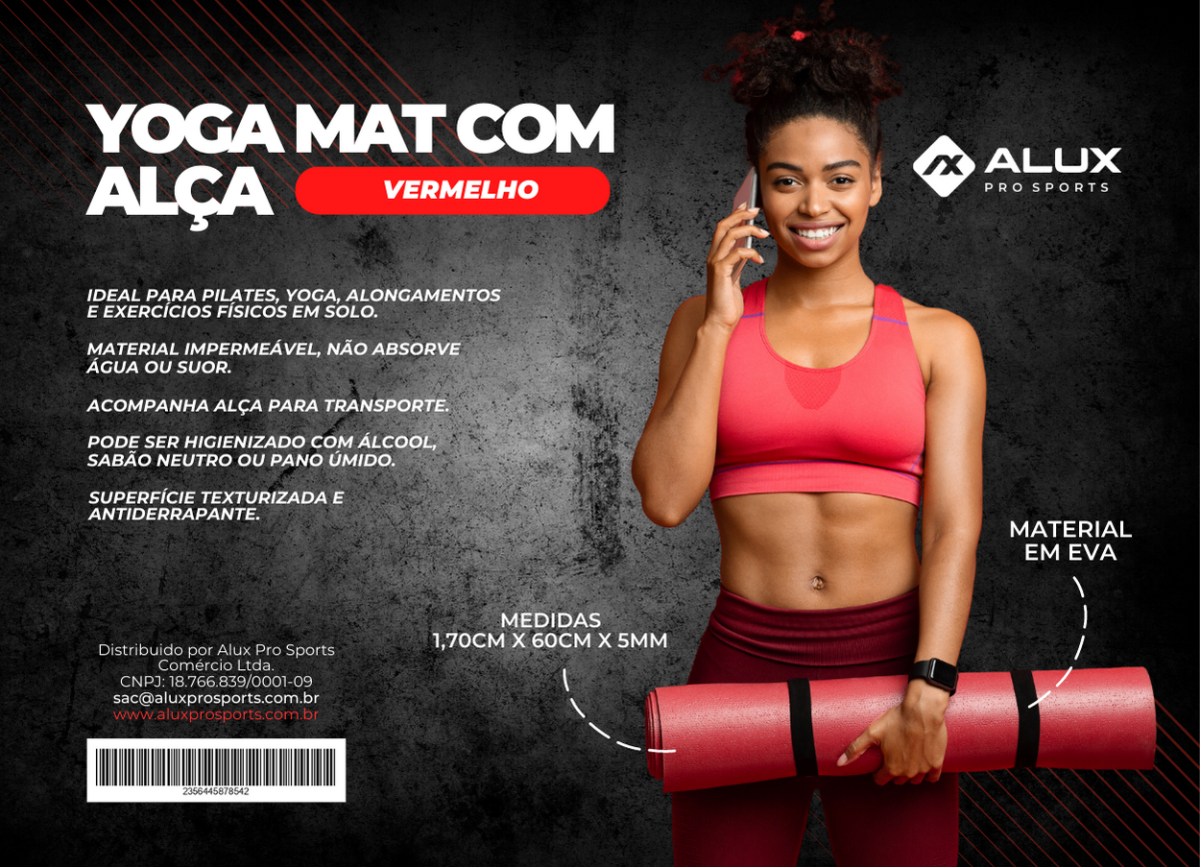 YOGA MAT COM
ALÇA
VERMELHO
ALUX
PRO SPORTS
IDEAL PARA PILATES, YOGA, ALONGAMENTOS
E EXERCÍCIOS FÍSICOS EM SOLO.
MATERIAL IMPERMEÁVEL, NÃO ABSORVE
ÁGUA OU SUOR.
ACOMPANHA ALÇA PARA TRANSPORTE.
PODE SER HIGIENIZADO COM ÁLCOOL,
SABÃO NEUTRO OU PANO ÚMIDO.
SUPERFÍCIE TEXTURIZADA E
ANTIDERRAPANTE.
MATERIAL
EM EVA
MEDIDAS
1,70CM X 60CM X 5MM
Distribuido por Alux Pro Sports
Comércio Ltda.
CNPJ: 18.766.839/0001-09
sac@aluxprosports.com.br
www.aluxprosports.com.br
2356445878542